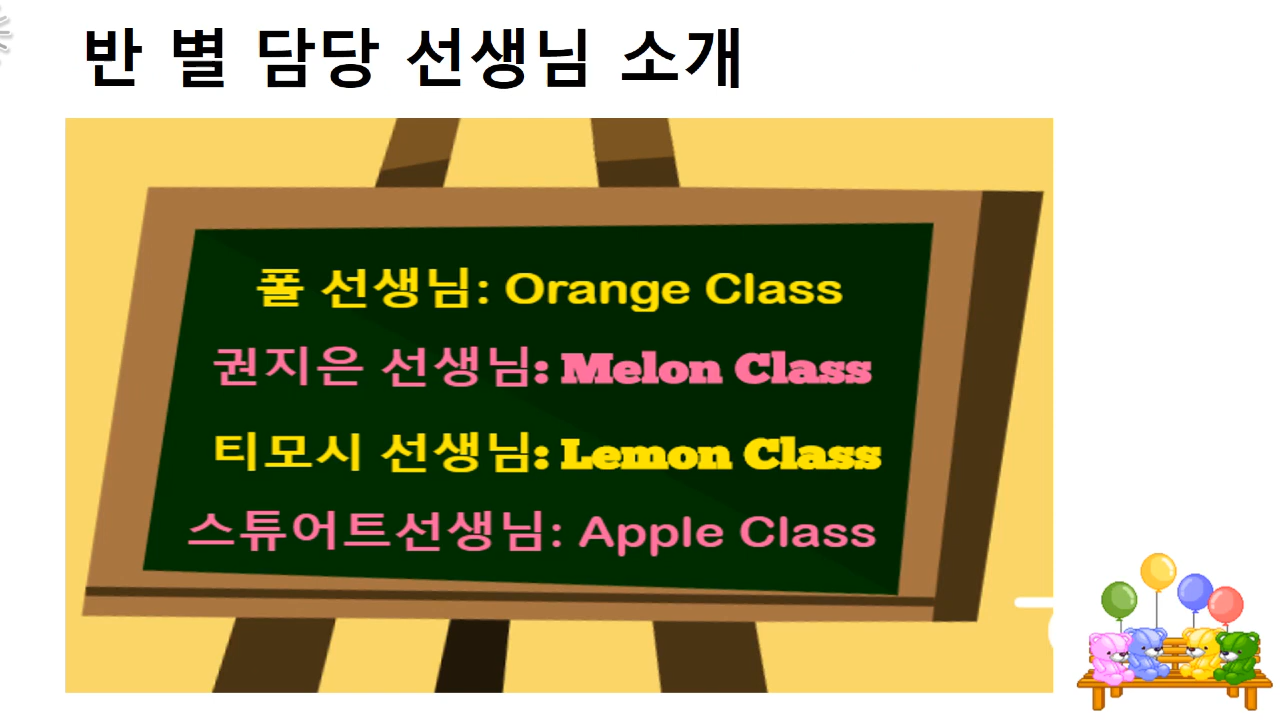 반 별 담당 선생님 소개
폴 선생님: Orange Class
권지은 선생님: Melon Class
티모시 선생님: Lemon Class
스튜어트선생님: Apple Class